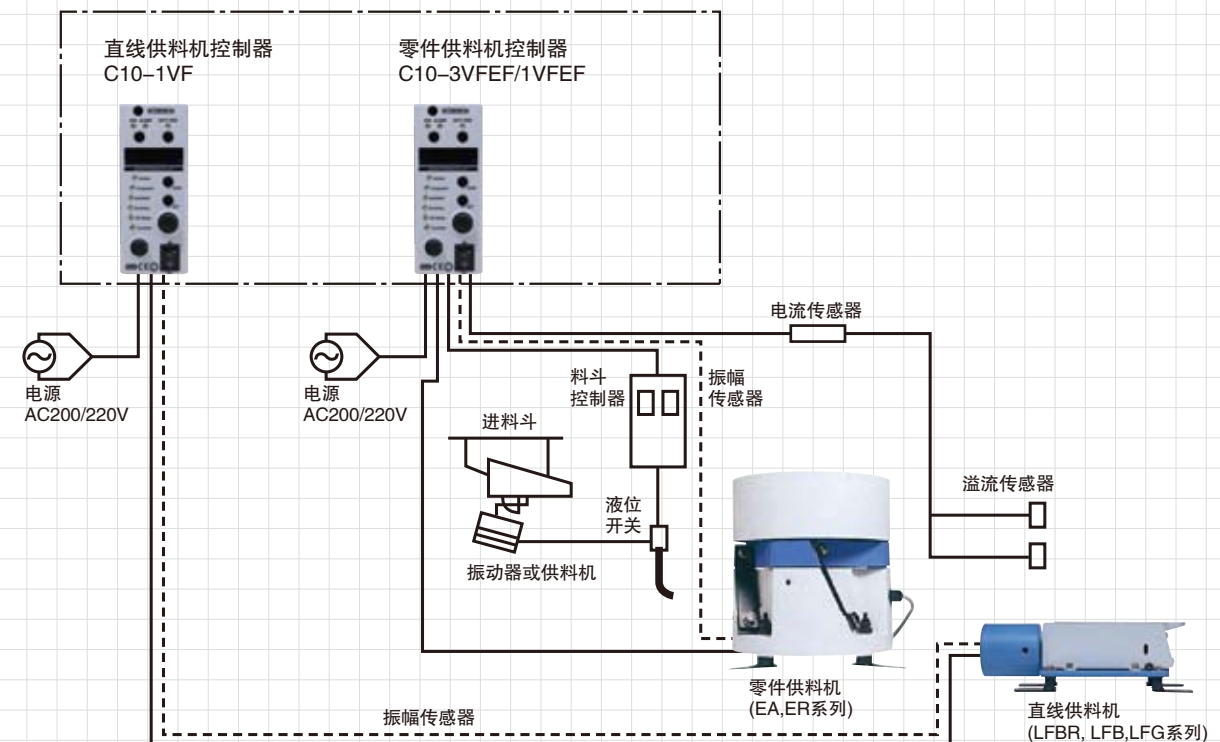 直线供料机控制器
C10–1VF
零件供料机控制器
C10–3VFEF/1VFEF
电流传感器
电源
AC200/220V
电源
AC200/220V
料斗
控制器
振幅
传感器
进料斗
液位
开关
溢流传感器
振动器或供料机
零件供料机
(EA,ER系列)
振幅传感器
直线供料机
(LFBR, LFB,LFG系列)